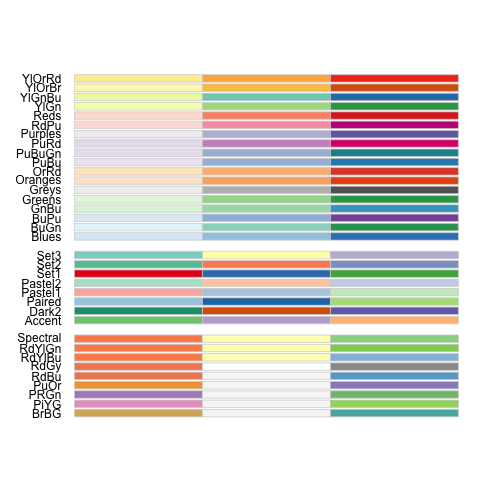 YlOrRd
YlOrBr
YlGnBu
YlGn
Reds
RdPu
Purples
PuRd
PuBuGn
PuBu
OrRd
Oranges
Greys
Greens
GnBu
BuPu
BuGn
Blues
Set3
Set2
Set1
Pastel2
Pastel1
Paired
Dark2
Accent
Spectral
RdYlGn
RdYlBu
RdGy
RdBu
PuOr
PRGn
PiYG
BrBG